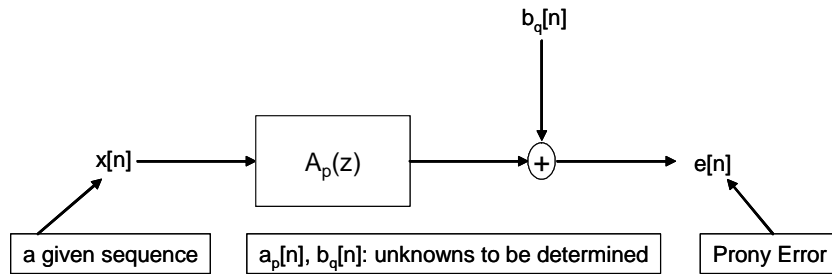 b_q[n]
x[n]
A_p(z)
+
e[n]
a given sequence
a_p[n], b_q[n]: unknowns to be determined
Prony Error